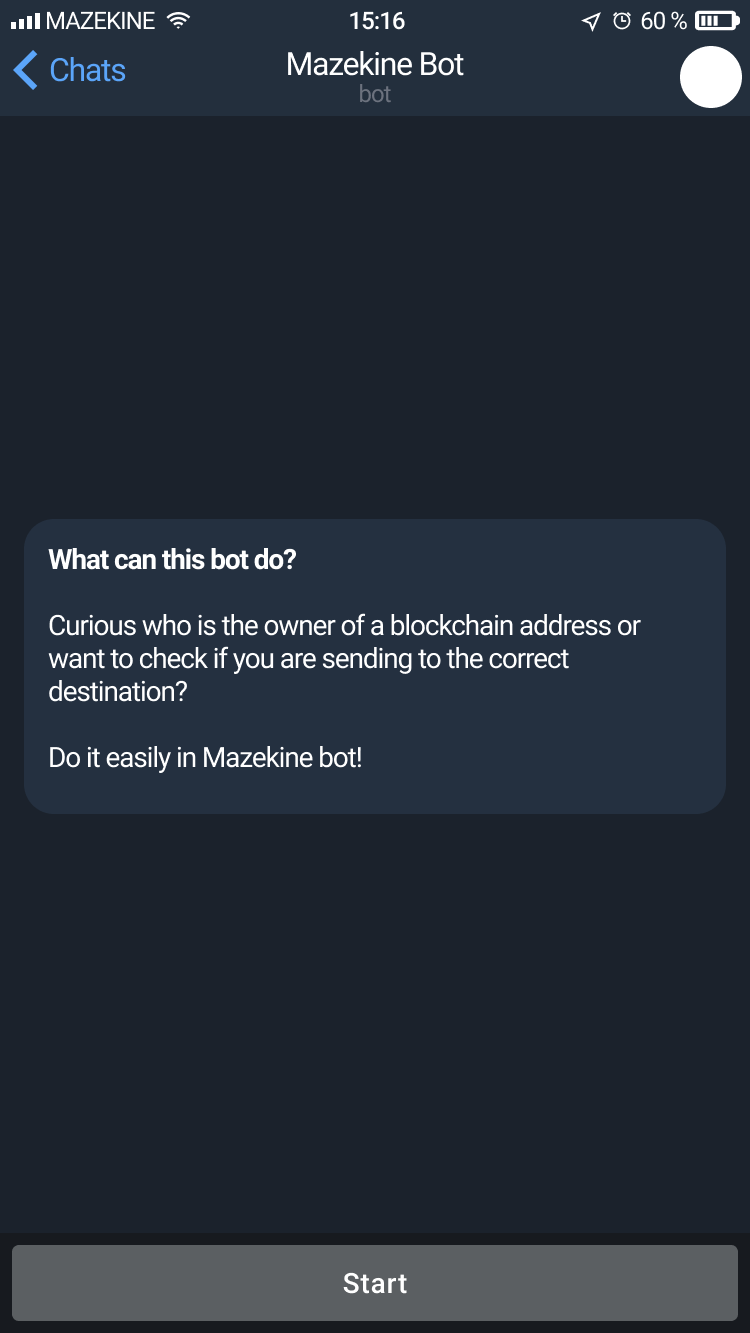 MAZEKINE 15:16 60 %
Chats
Mazekine Bot
bot
What can this bot do?
Curious who is the owner of a blockchain address or
want to check if you are sending to the correct
destination?
Do it easily in Mazekine bot!
Start